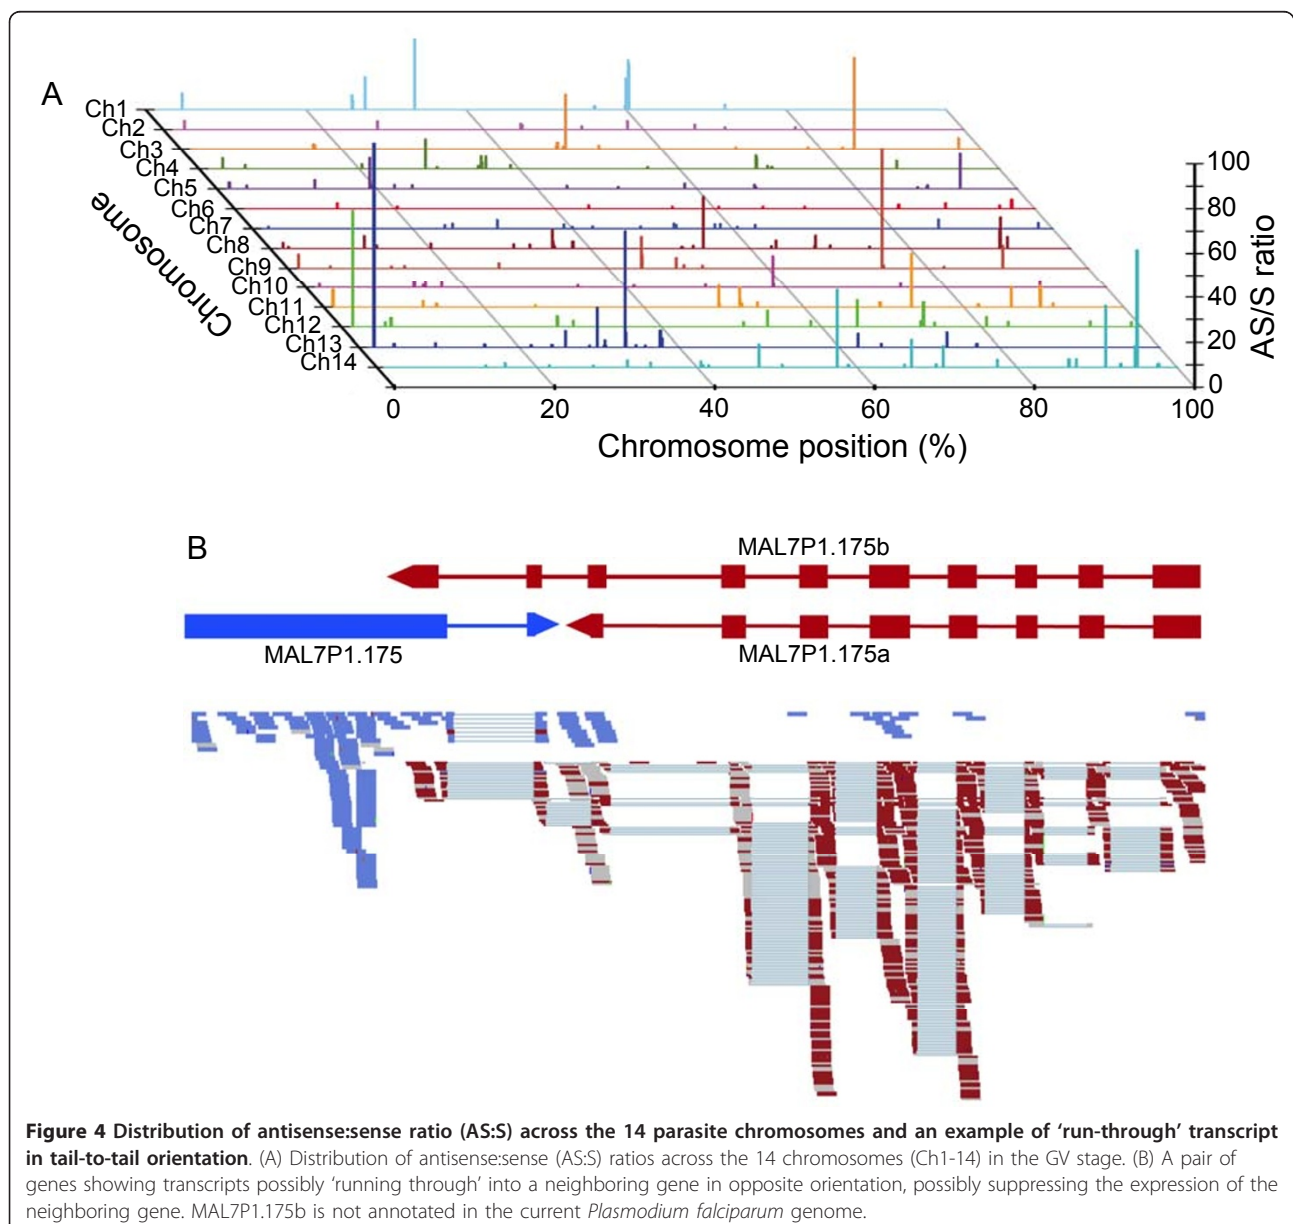 A
Ch1
Ch2
Ch3
Ch4
Ch5
Ch6
Ch7
Ch8
Ch9
Ch10
Ch11
Ch12
Ch13
Ch14
Chromosome
100
80
60
40
20
0
AS/S ratio
0 20 40 60 80 100
Chromosome position (%)
B
MAL7P1.175b
MAL7P1.175
MAL7P1.175a
Figure 4 Distribution of antisense:sense ratio (AS:S) across the 14 parasite chromosomes and an example of ‘run-through’ transcript
in tail-to-tail orientation. (A) Distribution of antisense:sense (AS:S) ratios across the 14 chromosomes (Ch1-14) in the GV stage. (B) A pair of
genes showing transcripts possibly ‘running through’ into a neighboring gene in opposite orientation, possibly suppressing the expression of the
neighboring gene. MAL7P1.175b is not annotated in the current Plasmodium falciparum genome.